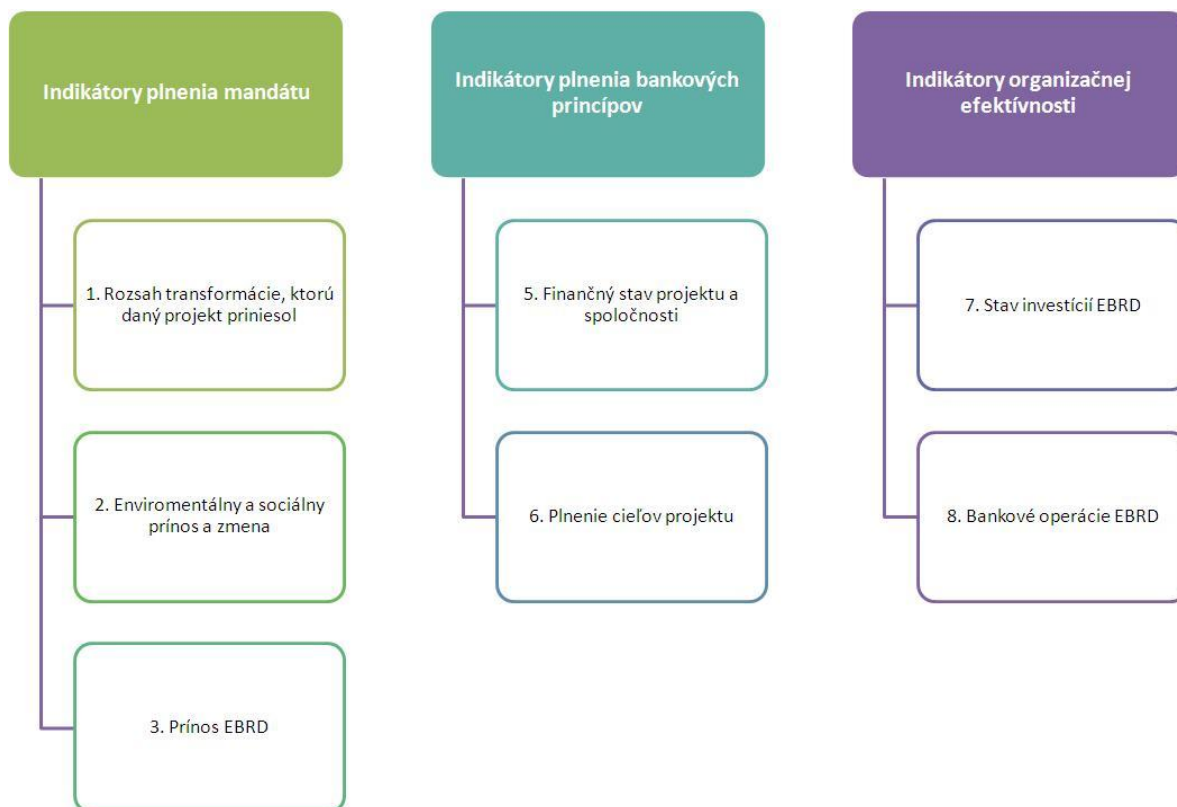 Indikátory plnenia mandátu
1. Rozsah transformácie, ktorú
daný projekt priniesol
2. Enviromentálny a sociálny
prínos a zmena
3. Prínos EBRD
Indikátory plnenia bankových
princípov
5. Finančný stav projektu a
spoločnosti
6. Plnenie cieľov projektu
Indikátory organizačnej
efektívnosti
7. Stav investícií EBRD
8. Bankové operácie EBRD